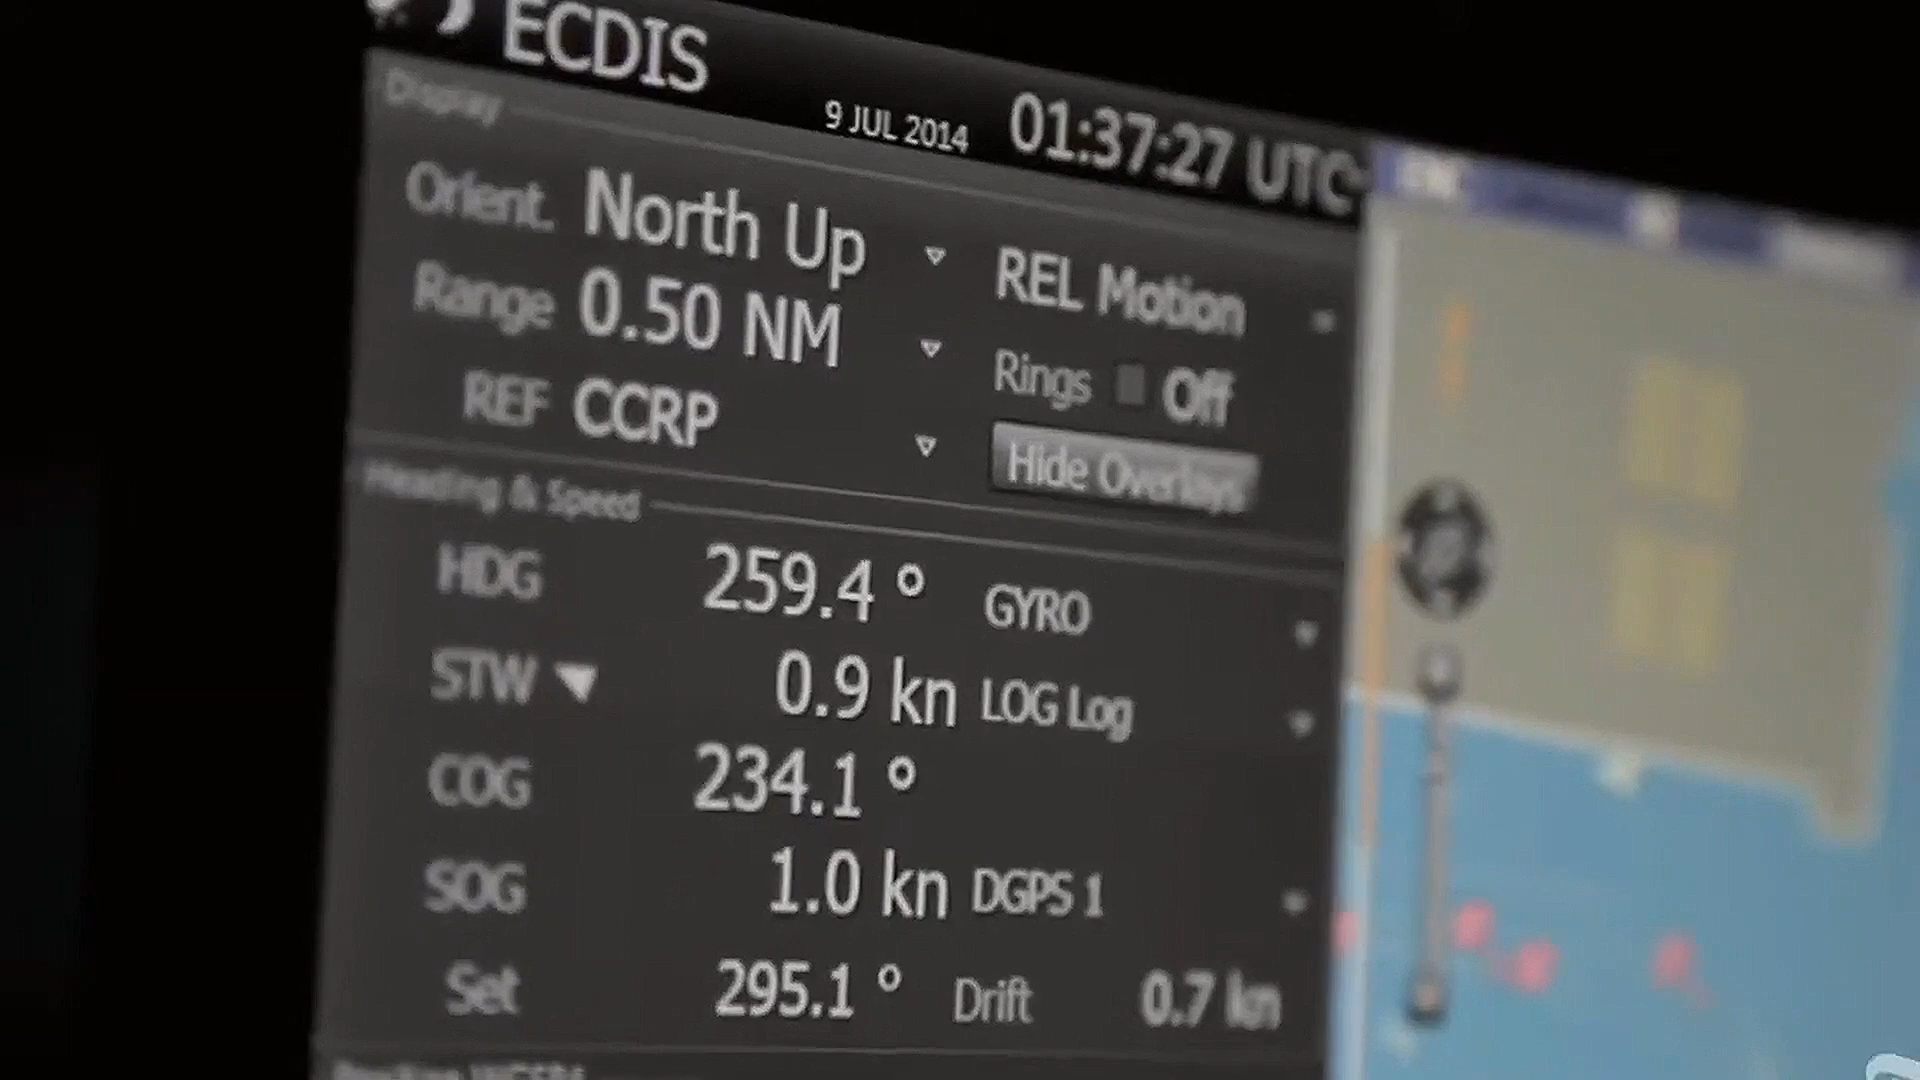 ECDIS
9 JUL 2014 01:37:27 UTC
Display
Orient. North Up REL Motion
Range 0.50 NM Rings Off
REF CCRP Hide Overlays
Heading & Speed
HDG 259.4 ° GYRO
STW 0.9 kn LOG Log
COG 234.1 °
SOG 1.0 kn DGPS 1
Set 295.1 ° Drift 0.7 kn